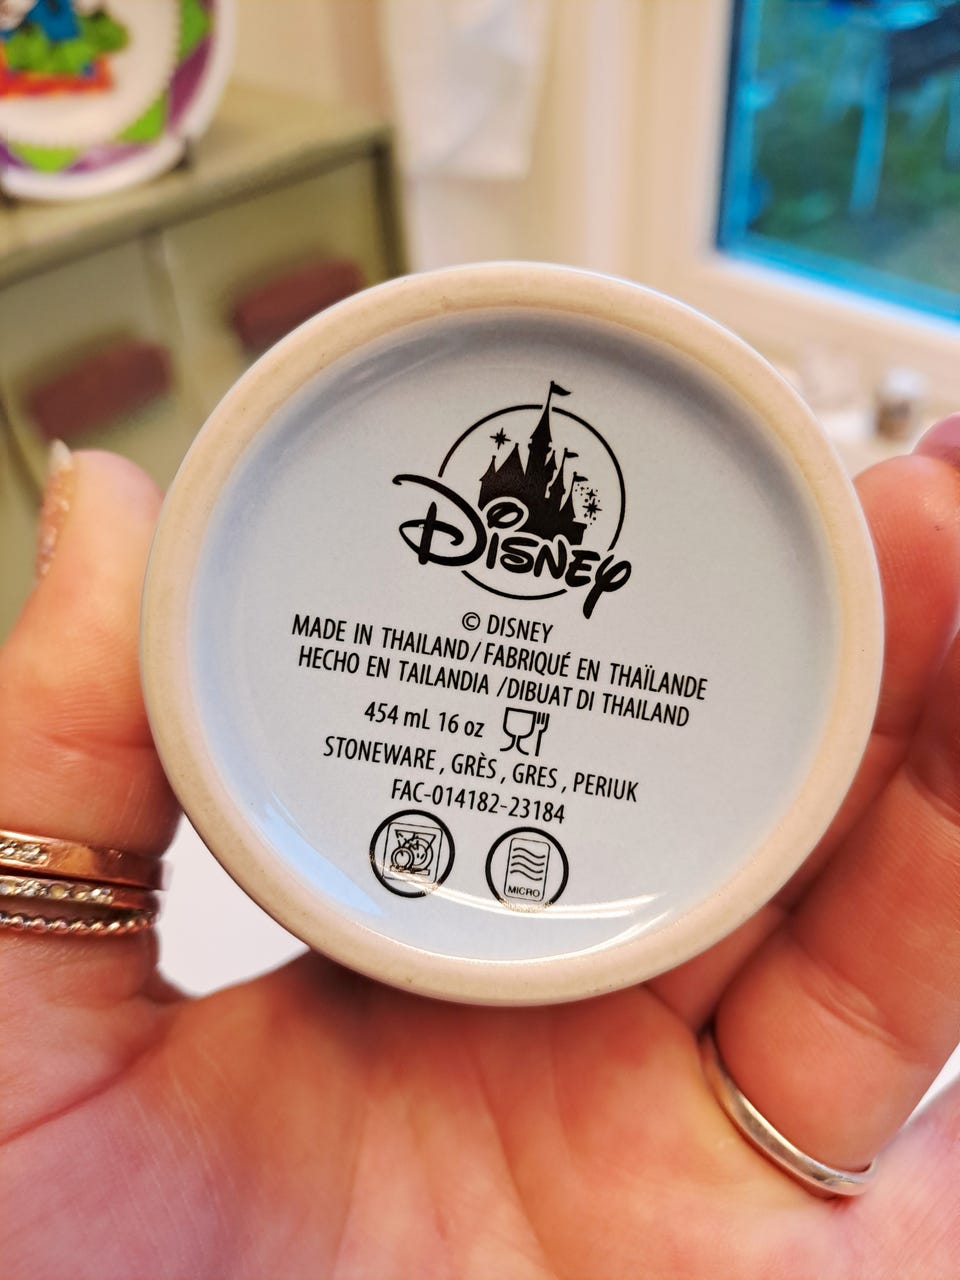 Disney
© DISNEY
MADE IN THAILAND/FABRIQUÉ EN THAÏLANDE
HECHO EN TAILANDIA /DIBUAT DI THAILAND
454 mL 16 oz
STONEWARE, GRÈS, GRES, PERIUK
FAC-014182-23184
MICRO